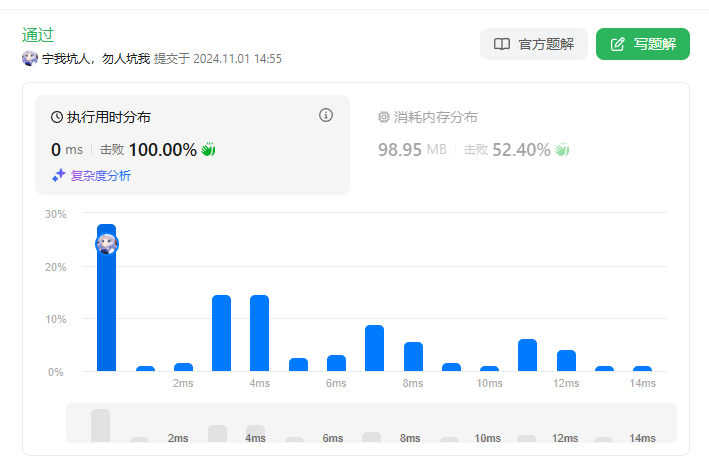 通过
宁我坑人，勿人坑我 提交于 2024.11.01 14:55
官方题解
写题解
执行用时分布
0 ms 击败 100.00%
复杂度分析
消耗内存分布
98.95 MB 击败 52.40%
30%
20%
10%
0%
2ms 4ms 6ms 8ms 10ms 12ms 14ms
2ms 4ms 6ms 8ms 10ms 12ms 14ms